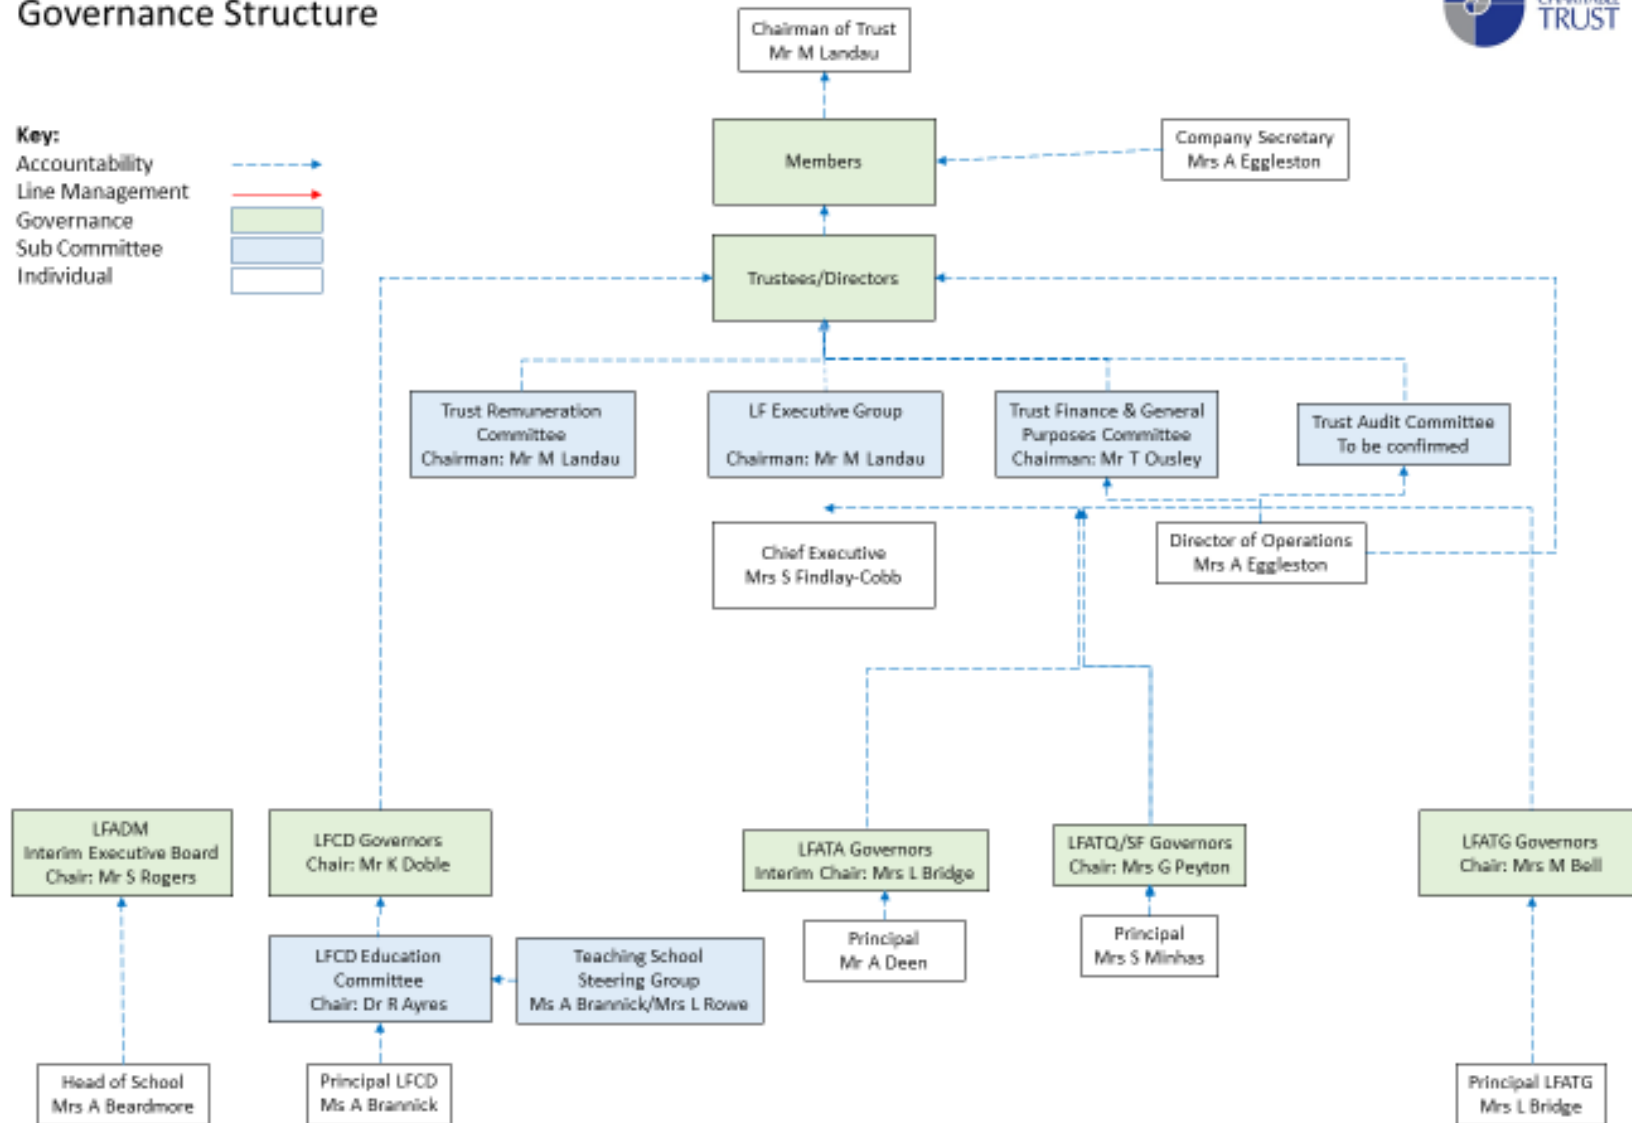 Governance Structure
TRUST
Chairman of Trust
Mr M Landau
Key:
Accountability
Line Management
Governance
Sub Committee
Individual
Members
Company Secretary
Mrs A Eggleston
Trustees/Directors
Trust Remuneration
Committee
Chairman: Mr M Landau
LF Executive Group
Chairman: Mr M Landau
Trust Finance & General
Purposes Committee
Chairman: Mr T Ousley
Trust Audit Committee
To be confirmed
Chief Executive
Mrs S Findlay-Cobb
Director of Operations
Mrs A Eggleston
LFADM
Interim Executive Board
Chair: Mr S Rogers
LFCD Governors
Chair: Mr K Doble
LFATA Governors
Interim Chair: Mrs L Bridge
LFATQ/SF Governors
Chair: Mrs G Peyton
LFATG Governors
Chair: Mrs M Bell
LFCD Education
Committee
Chair: Dr R Ayres
Teaching School
Steering Group
Ms A Brannick/Mrs L Rowe
Principal
Mr A Deen
Principal
Mrs S Minhas
Head of School
Mrs A Beardmore
Principal LFCD
Ms A Brannick
Principal LFATG
Mrs L Bridge